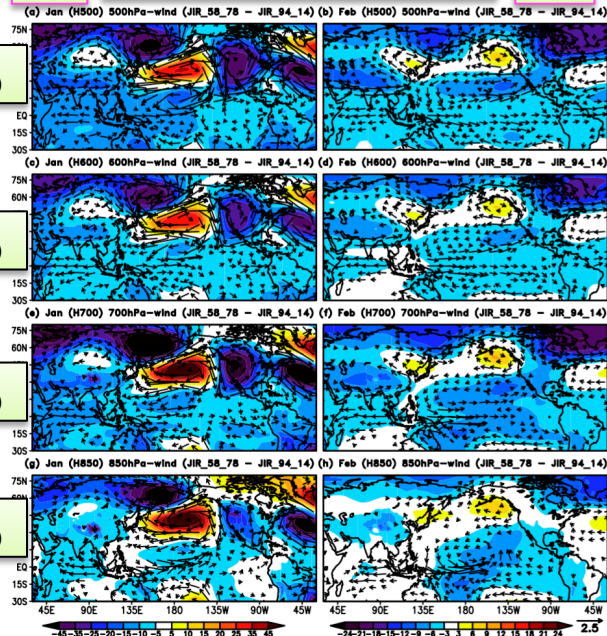 (a) Jan (H500) 500hPa-wind (JIR_58_78 - JIR_94_14) (b) Feb (H500) 500hPa-wind (JIR_58_78 - JIR_94_14)
75N
EQ
15S
30S
(c) Jan (H600) 600hPa-wind (JIR_58_78 - JIR_94_14) (d) Feb (H600) 600hPa-wind (JIR_58_78 - JIR_94_14)
75N
60N
15S
30S
(e) Jan (H700) 700hPa-wind (JIR_58_78 - JIR_94_14) (f) Feb (H700) 700hPa-wind (JIR_58_78 - JIR_94_14)
75N
60N
15S
30S
(g) Jan (H850) 850hPa-wind (JIR_58_78 - JIR_94_14) (h) Feb (H850) 850hPa-wind (JIR_58_78 - JIR_94_14)
75N
EQ
15S
30S
45E 90E 135E 180 135W 90W 45W 45E 90E 135E 180 135W 90W 45W
-45-35-25-20-15-10-5 5 10 15 20 25 35 45 -24-21-18-15-12-9 -6 -3 3 6 9 12 15 18 21 24 2.5